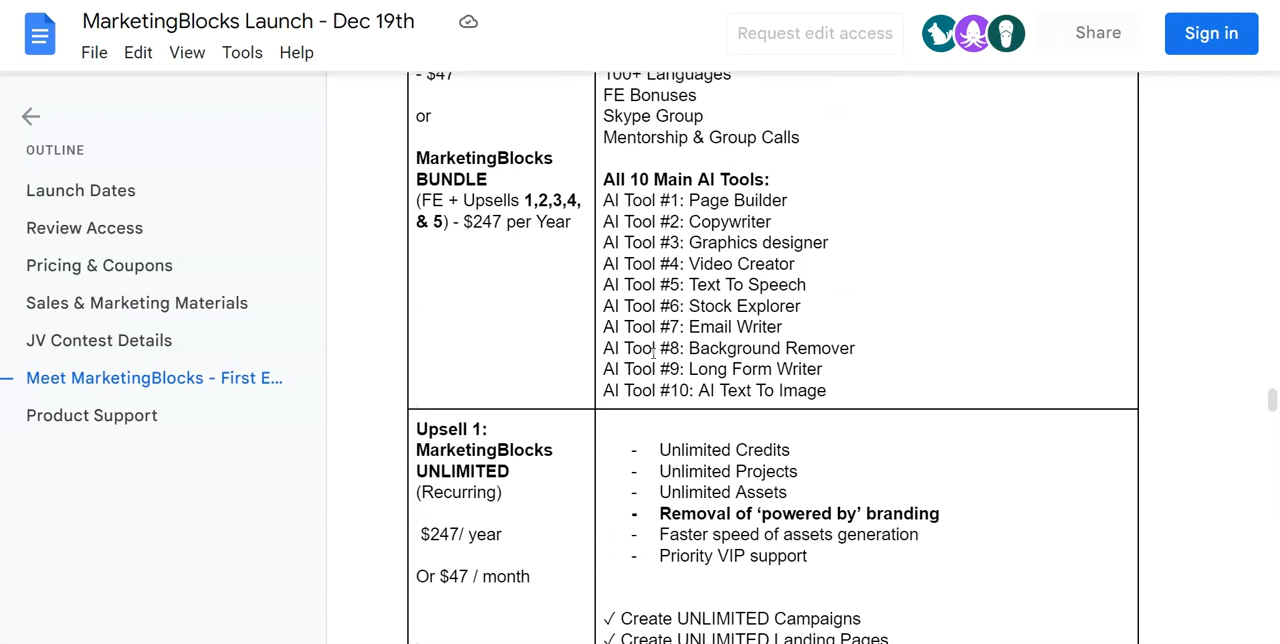 MarketingBlocks Launch - Dec 19th
File Edit View Tools Help
Request edit access
Share
Sign in
OUTLINE
Launch Dates
Review Access
Pricing & Coupons
Sales & Marketing Materials
JV Contest Details
Meet MarketingBlocks - First E...
Product Support
- $47
or
MarketingBlocks
BUNDLE
(FE + Upsells 1,2,3,4,
& 5) - $247 per Year
100+ Languages
FE Bonuses
Skype Group
Mentorship & Group Calls
All 10 Main AI Tools:
AI Tool #1: Page Builder
AI Tool #2: Copywriter
AI Tool #3: Graphics designer
AI Tool #4: Video Creator
AI Tool #5: Text To Speech
AI Tool #6: Stock Explorer
AI Tool #7: Email Writer
AI Tool #8: Background Remover
AI Tool #9: Long Form Writer
AI Tool #10: AI Text To Image
Upsell 1:
MarketingBlocks
UNLIMITED
(Recurring)
$247/ year
Or $47 / month
- Unlimited Credits
- Unlimited Projects
- Unlimited Assets
- Removal of ‘powered by’ branding
- Faster speed of assets generation
- Priority VIP support
✓ Create UNLIMITED Campaigns
✓ Create UNLIMITED Landing Pages